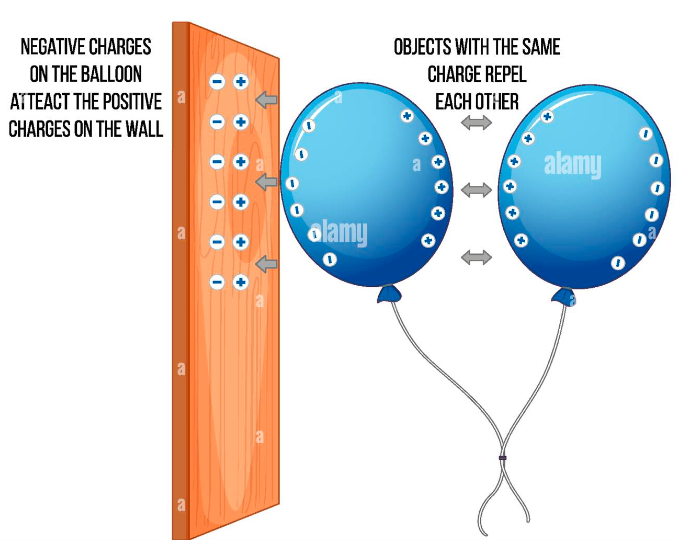 NEGATIVE CHARGES
ON THE BALLOON
ATTEACT THE POSITIVE
CHARGES ON THE WALL
OBJECTS WITH THE SAME
CHARGE REPEL
EACH OTHER
alamy
alamy
a
a
a
a
a
a
a
a
a
a
a